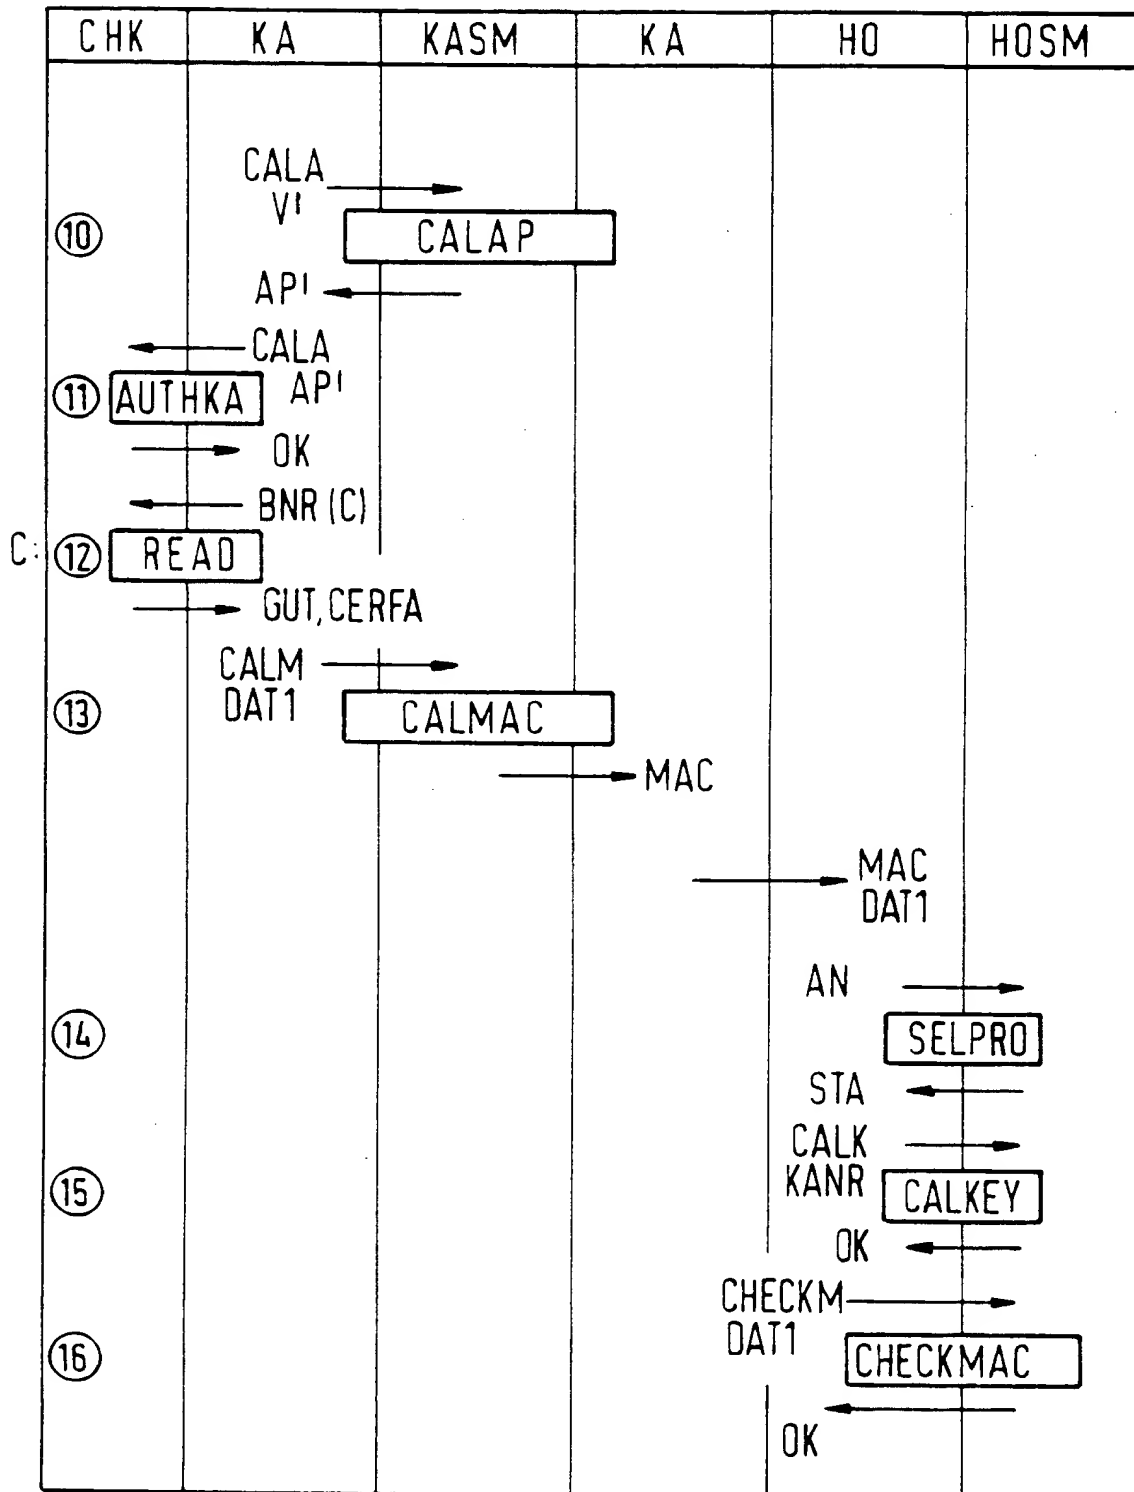 CHK KA KASM KA HO HOSM
CALA
V'
10 CALAP
AP'
CALA
11 AUTHKA AP'
OK
BNR (C)
C: 12 READ
GUT, CERFA
CALM
DAT1
13 CALMAC
MAC
MAC
DAT1
AN
14 SELPRO
STA
CALK
KANR
15 CALKEY
OK
CHECKM
DAT1
16 CHECKMAC
OK